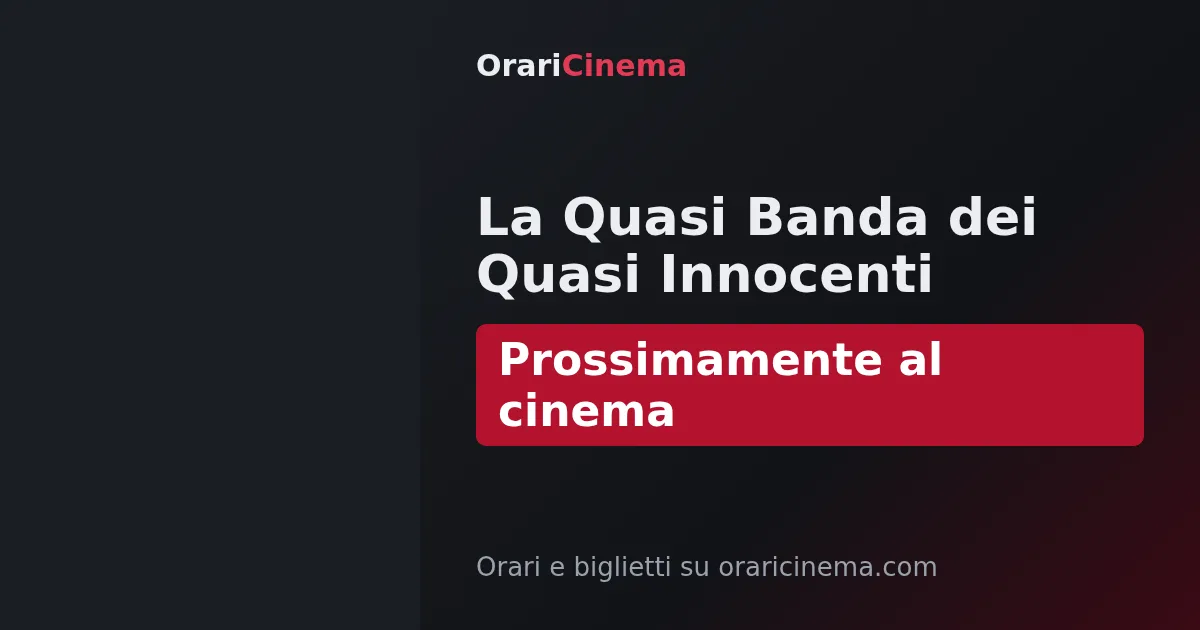 OrariCinema
La Quasi Banda dei
Quasi Innocenti
Prossimamente al
cinema
Orari e biglietti su oraricinema.com